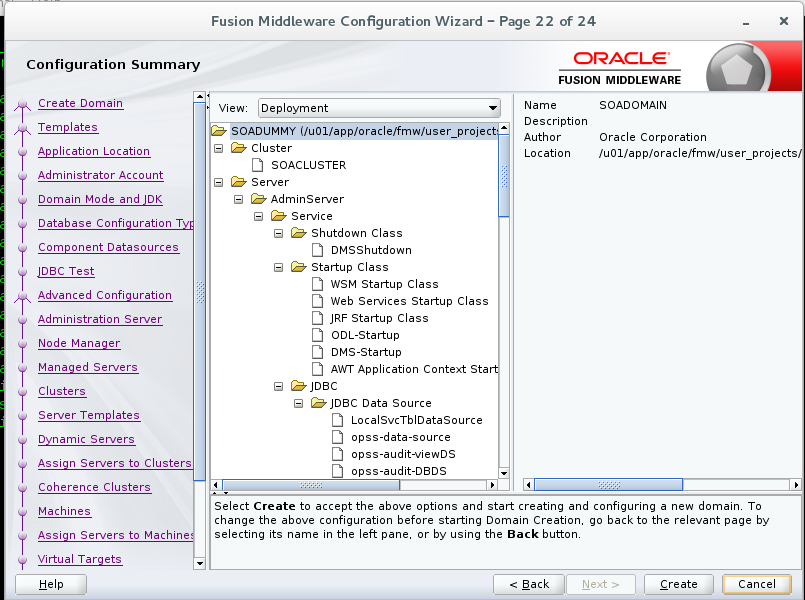 Fusion Middleware Configuration Wizard – Page 22 of 24
Configuration Summary
ORACLE®
FUSION MIDDLEWARE
Create Domain
Templates
Application Location
Administrator Account
Domain Mode and JDK
Database Configuration Typ
Component Datasources
JDBC Test
Advanced Configuration
Administration Server
Node Manager
Managed Servers
Clusters
Server Templates
Dynamic Servers
Assign Servers to Clusters
Coherence Clusters
Machines
Assign Servers to Machines
Virtual Targets
View: Deployment
SOADUMMY (/u01/app/oracle/fmw/user_projects
Cluster
SOACLUSTER
Server
AdminServer
Service
Shutdown Class
DMSShutdown
Startup Class
WSM Startup Class
Web Services Startup Class
JRF Startup Class
ODL-Startup
DMS-Startup
AWT Application Context Start
JDBC
JDBC Data Source
LocalSvcTblDataSource
opss-data-source
opss-audit-viewDS
opss-audit-DBDS
Name SOADOMAIN
Description
Author Oracle Corporation
Location /u01/app/oracle/fmw/user_projects/
Select Create to accept the above options and start creating and configuring a new domain. To
change the above configuration before starting Domain Creation, go back to the relevant page by
selecting its name in the left pane, or by using the Back button.
Help
< Back
Next >
Create
Cancel